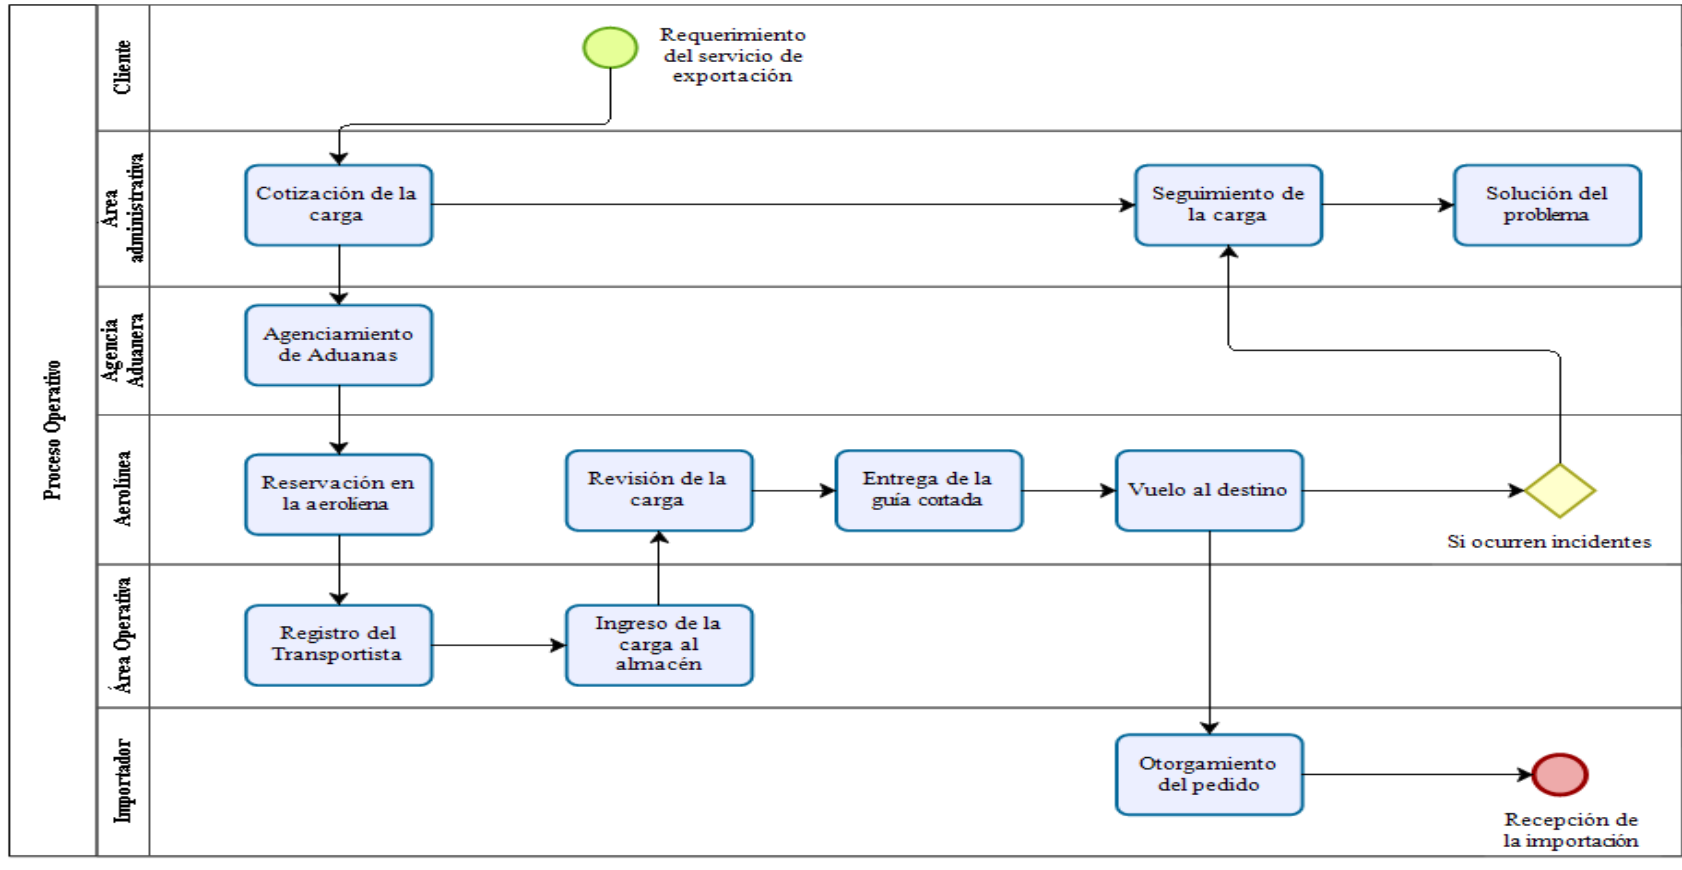 Proceso Operativo
Cliente
Requerimiento
del servicio de
exportación
Área
administrativa
Cotización de la
carga
Seguimiento de
la carga
Solución del
problema
Agencia
Aduanera
Agenciamiento
de Aduanas
Aerolínea
Reservación en
la aerolíena
Revisión de la
carga
Entrega de la
guía cortada
Vuelo al destino
Si ocurren incidentes
Área Operativa
Registro del
Transportista
Ingreso de la
carga al
almacén
Importador
Otorgamiento
del pedido
Recepción de
la importación